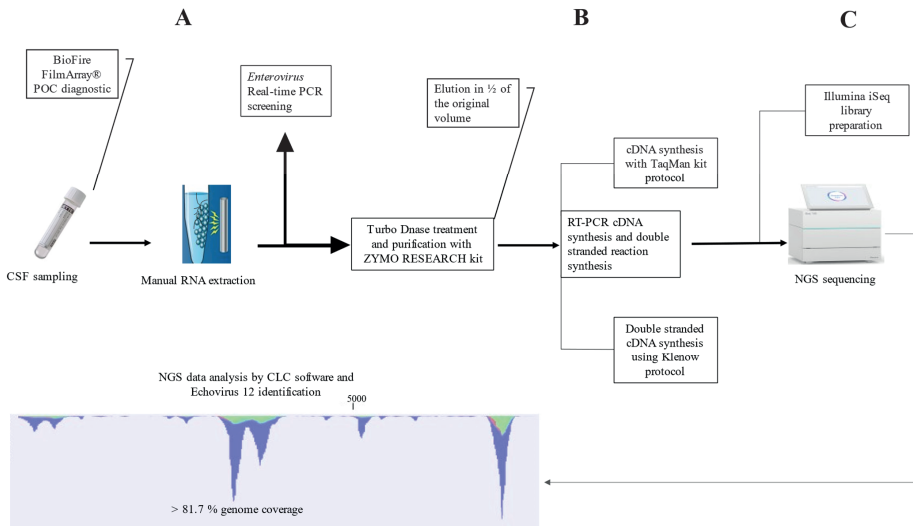 A
B
C
BioFire
FilmArray®
POC diagnostic
Enterovirus
Real-time PCR
screening
Elution in ½ of
the original
volume
Illumina iSeq
library
preparation
cDNA synthesis
with TaqMan kit
protocol
Turbo Dnase treatment
and purification with
ZYMO RESEARCH kit
RT-PCR cDNA
synthesis and double
stranded reaction
synthesis
CSF sampling
Manual RNA extraction
NGS sequencing
Double stranded
cDNA synthesis
using Klenow
protocol
NGS data analysis by CLC software and
Echovirus 12 identification
5000
> 81.7 % genome coverage